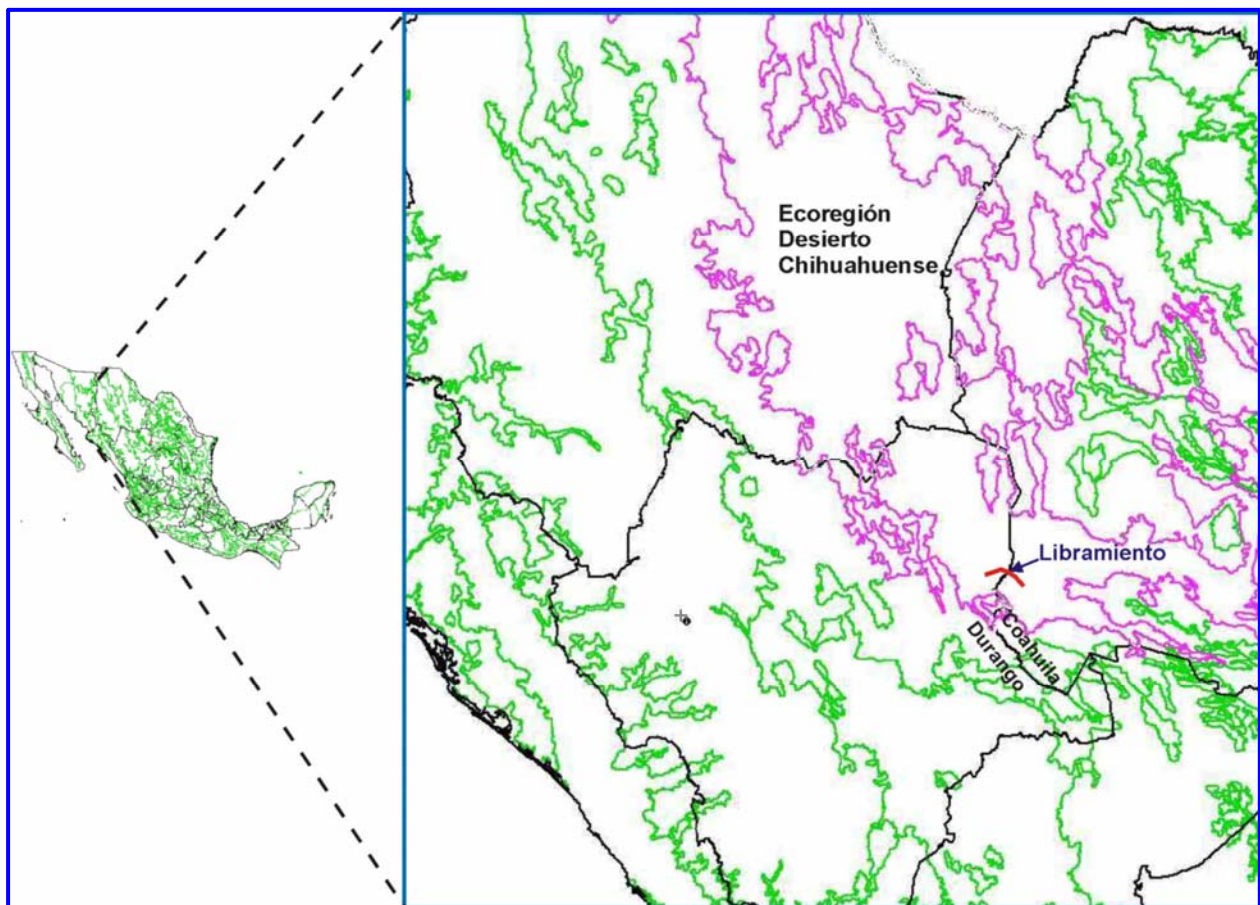 Ecoregión
Desierto
Chihuahuense
Libramiento
Coahuila
Durango